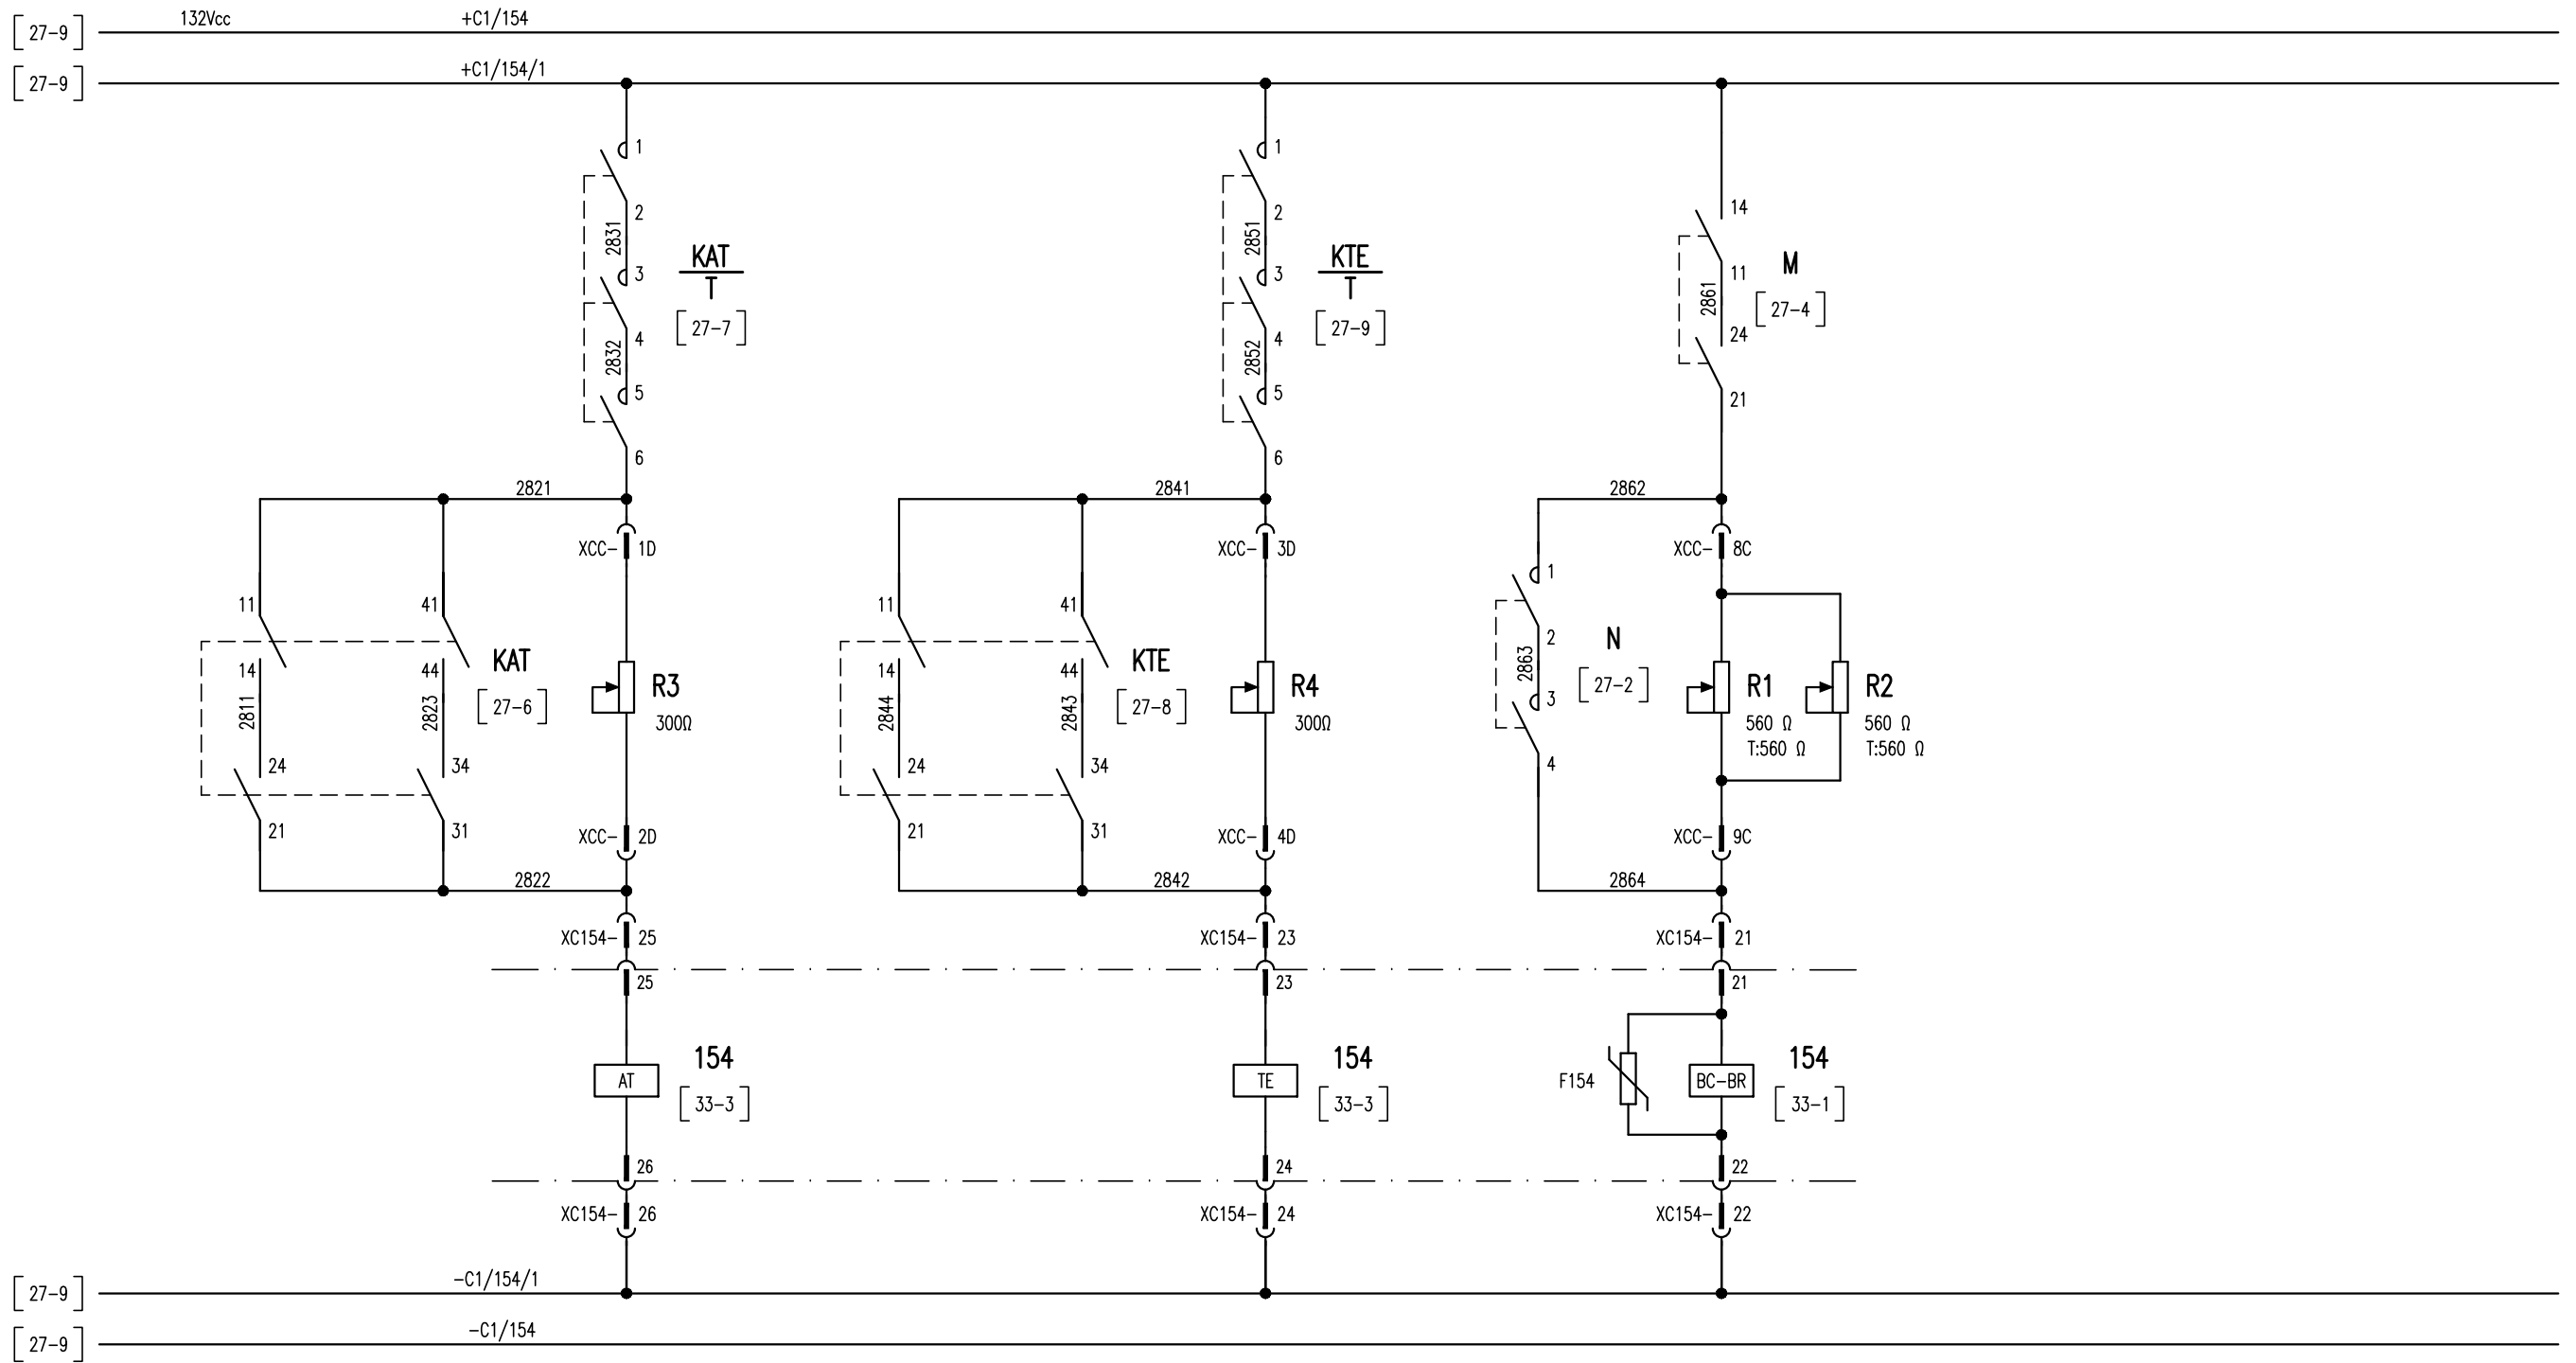 132Vcc
+C1/154
[27-9]
+C1/154/1
[27-9]
1
2
2831
3
4
2832
5
6
KAT
T
[27-7]
1
2
2851
3
4
2852
5
6
KTE
T
[27-9]
14
11
2861
24
21
M
[27-4]
2821
XCC- 1D
11
14
2811
24
21
41
44
2823
34
31
KAT
[27-6]
R3
300Ω
XCC- 2D
2822
2841
XCC- 3D
11
14
2844
24
21
41
44
2843
34
31
KTE
[27-8]
R4
300Ω
XCC- 4D
2842
2862
XCC- 8C
1
2
2863
3
4
N
[27-2]
R1
560 Ω
T:560 Ω
R2
560 Ω
T:560 Ω
XCC- 9C
2864
XC154- 25
25
AT
154
[33-3]
26
XC154- 26
XC154- 23
23
TE
154
[33-3]
24
XC154- 24
XC154- 21
21
F154
BC-BR
154
[33-1]
22
XC154- 22
-C1/154/1
[27-9]
-C1/154
[27-9]